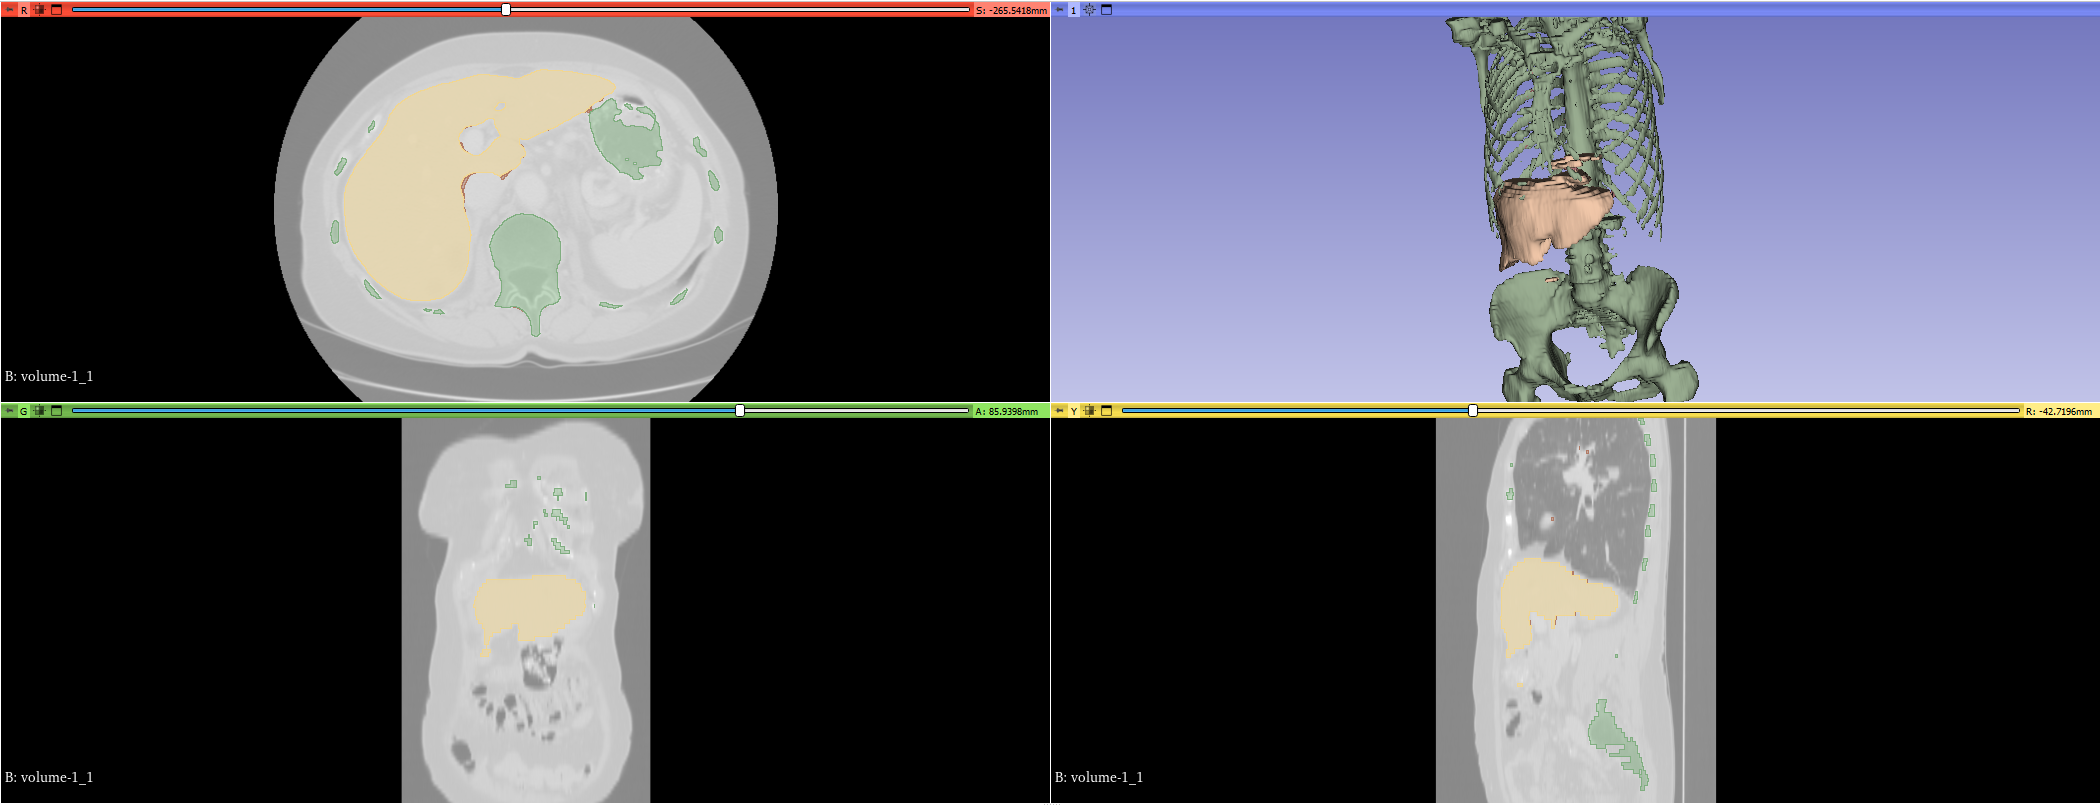 R
S: -265.5418mm
1
B: volume-1_1
G
A: 85.9398mm
Y
R: -42.7196mm
B: volume-1_1
B: volume-1_1